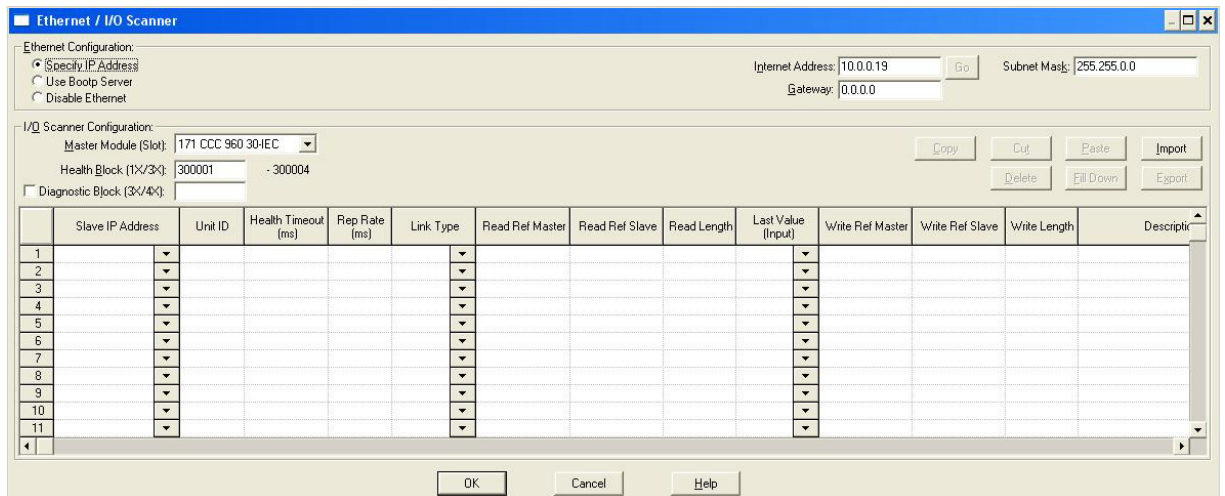 Ethernet / I/O Scanner
Ethernet Configuration:
Specify IP Address
Use Bootp Server
Disable Ethernet
Internet Address: 10.0.0.19 Go Subnet Mask: 255.255.0.0
Gateway: 0.0.0.0
I/O Scanner Configuration:
Master Module (Slot): 171 CCC 960 30-IEC
Health Block (1X/3X): 300001 - 300004
Diagnostic Block (3X/4X):
Copy Cut Paste Import
Delete Fill Down Export
Slave IP Address Unit ID Health Timeout (ms) Rep Rate (ms) Link Type Read Ref Master Read Ref Slave Read Length Last Value (Input) Write Ref Master Write Ref Slave Write Length Descriptio
1
2
3
4
5
6
7
8
9
10
11
OK Cancel Help